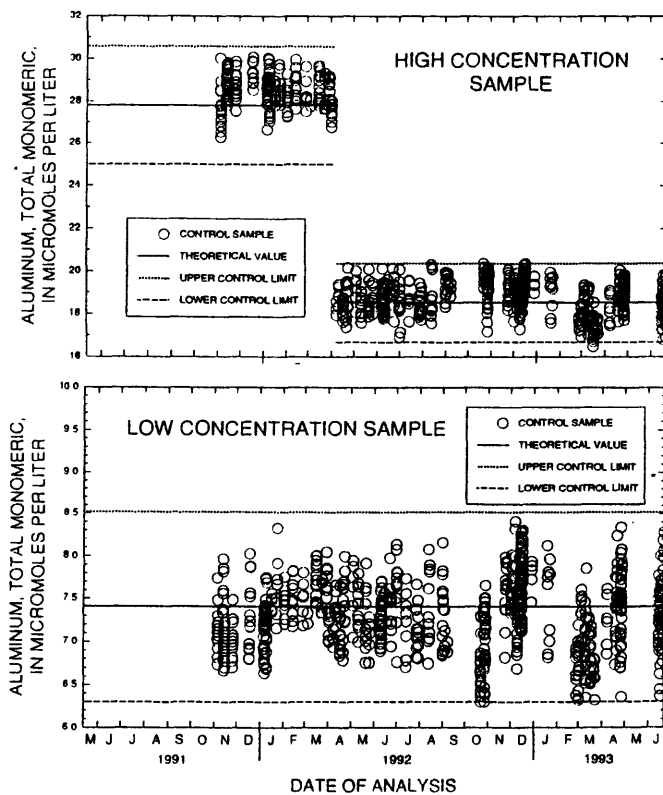 ALUMINUM, TOTAL MONOMERIC,
IN MICROMOLES PER LITER
32
30
28
26
24
22
20
18
16
HIGH CONCENTRATION
SAMPLE
CONTROL SAMPLE
THEORETICAL VALUE
UPPER CONTROL LIMIT
LOWER CONTROL LIMIT
ALUMINUM, TOTAL MONOMERIC,
IN MICROMOLES PER LITER
10 0
9.5
9.0
8.5
8.0
7.5
7.0
6 5
6 0
LOW CONCENTRATION SAMPLE
CONTROL SAMPLE
THEORETICAL VALUE
UPPER CONTROL LIMIT
LOWER CONTROL LIMIT
M J J A S O N D J F M A M J J A S O N D J F M A M J
1991 1992 1993
DATE OF ANALYSIS